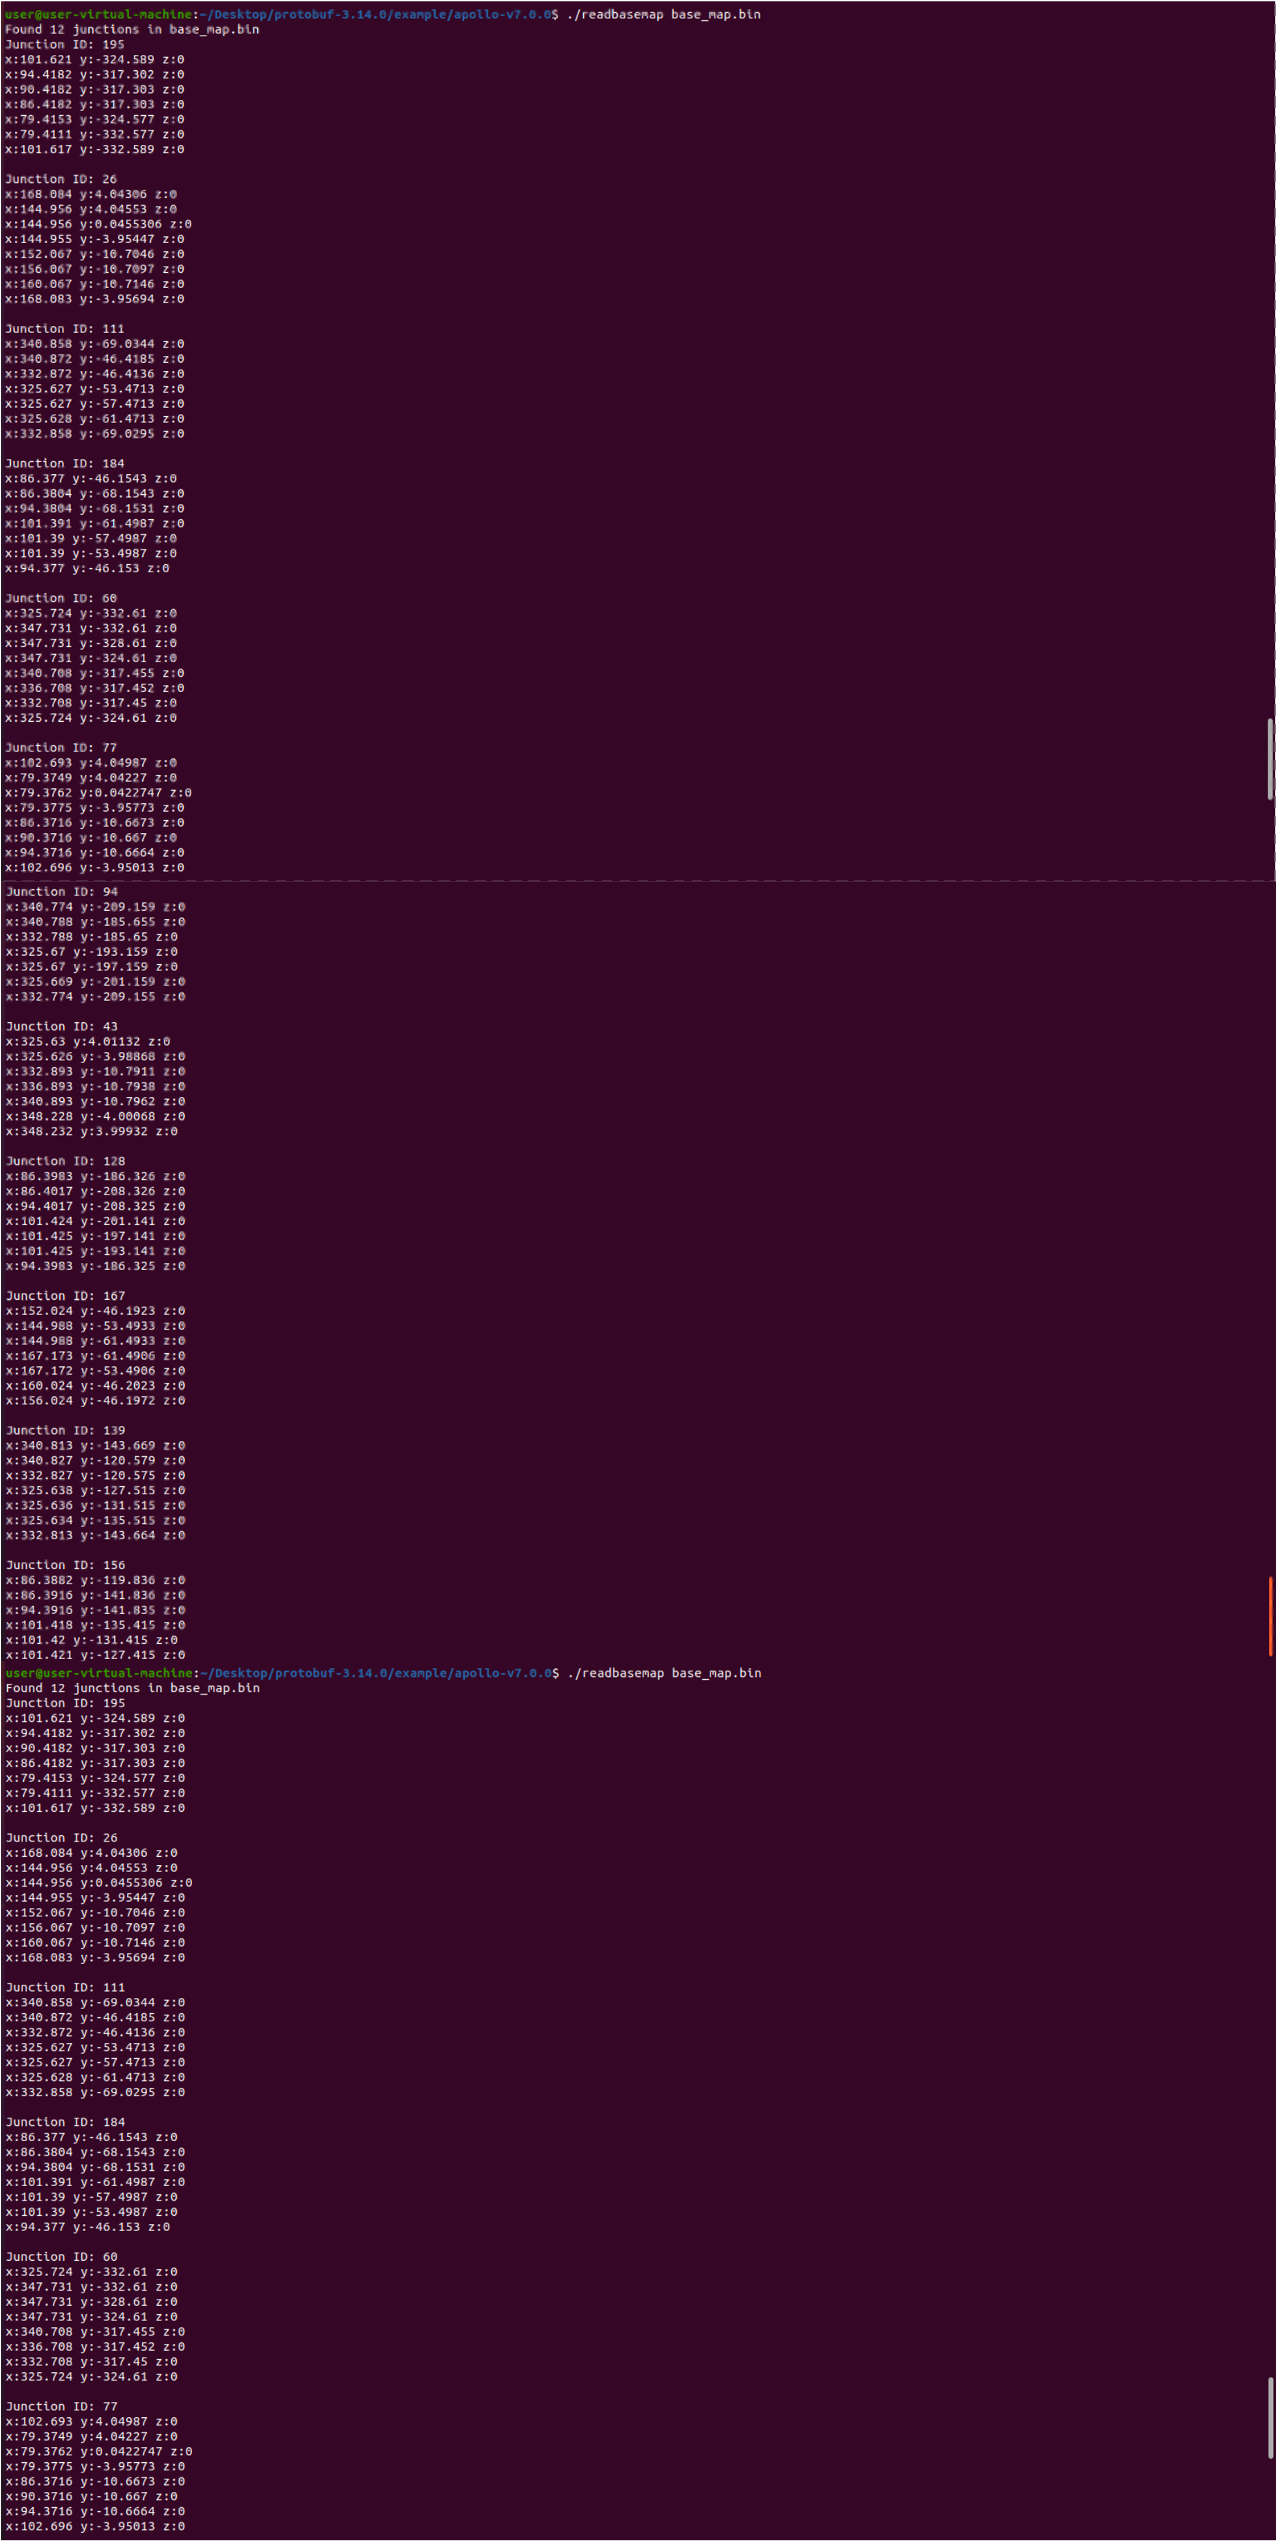 user@user-virtual-machine:~/Desktop/protobuf-3.14.0/example/apollo-v7.0.0$ ./readbasemap base_map.bin
Found 12 junctions in base_map.bin
Junction ID: 195
x:101.621 y:-324.589 z:0
x:94.4182 y:-317.302 z:0
x:90.4182 y:-317.303 z:0
x:86.4182 y:-317.303 z:0
x:79.4153 y:-324.577 z:0
x:79.4111 y:-332.577 z:0
x:101.617 y:-332.589 z:0

Junction ID: 26
x:168.084 y:4.04306 z:0
x:144.956 y:4.04553 z:0
x:144.956 y:0.0455306 z:0
x:144.955 y:-3.95447 z:0
x:152.067 y:-10.7046 z:0
x:156.067 y:-10.7097 z:0
x:160.067 y:-10.7146 z:0
x:168.083 y:-3.95694 z:0

Junction ID: 111
x:340.858 y:-69.0344 z:0
x:340.872 y:-46.4185 z:0
x:332.872 y:-46.4136 z:0
x:325.627 y:-53.4713 z:0
x:325.627 y:-57.4713 z:0
x:325.628 y:-61.4713 z:0
x:332.858 y:-69.0295 z:0

Junction ID: 184
x:86.377 y:-46.1543 z:0
x:86.3804 y:-68.1543 z:0
x:94.3804 y:-68.1531 z:0
x:101.391 y:-61.4987 z:0
x:101.39 y:-57.4987 z:0
x:101.39 y:-53.4987 z:0
x:94.377 y:-46.153 z:0

Junction ID: 60
x:325.724 y:-332.61 z:0
x:347.731 y:-332.61 z:0
x:347.731 y:-328.61 z:0
x:347.731 y:-324.61 z:0
x:340.708 y:-317.455 z:0
x:336.708 y:-317.452 z:0
x:332.708 y:-317.45 z:0
x:325.724 y:-324.61 z:0

Junction ID: 77
x:102.693 y:4.04987 z:0
x:79.3749 y:4.04227 z:0
x:79.3762 y:0.0422747 z:0
x:79.3775 y:-3.95773 z:0
x:86.3716 y:-10.6673 z:0
x:90.3716 y:-10.667 z:0
x:94.3716 y:-10.6664 z:0
x:102.696 y:-3.95013 z:0

Junction ID: 94
x:340.774 y:-209.159 z:0
x:340.788 y:-185.655 z:0
x:332.788 y:-185.65 z:0
x:325.67 y:-193.159 z:0
x:325.67 y:-197.159 z:0
x:325.669 y:-201.159 z:0
x:332.774 y:-209.155 z:0

Junction ID: 43
x:325.63 y:4.01132 z:0
x:325.626 y:-3.98868 z:0
x:332.893 y:-10.7911 z:0
x:336.893 y:-10.7938 z:0
x:340.893 y:-10.7962 z:0
x:348.228 y:-4.00068 z:0
x:348.232 y:3.99932 z:0

Junction ID: 128
x:86.3983 y:-186.326 z:0
x:86.4017 y:-208.326 z:0
x:94.4017 y:-208.325 z:0
x:101.424 y:-201.141 z:0
x:101.425 y:-197.141 z:0
x:101.425 y:-193.141 z:0
x:94.3983 y:-186.325 z:0

Junction ID: 167
x:152.024 y:-46.1923 z:0
x:144.988 y:-53.4933 z:0
x:144.988 y:-61.4933 z:0
x:167.173 y:-61.4906 z:0
x:167.172 y:-53.4906 z:0
x:160.024 y:-46.2023 z:0
x:156.024 y:-46.1972 z:0

Junction ID: 139
x:340.813 y:-143.669 z:0
x:340.827 y:-120.579 z:0
x:332.827 y:-120.575 z:0
x:325.638 y:-127.515 z:0
x:325.636 y:-131.515 z:0
x:325.634 y:-135.515 z:0
x:332.813 y:-143.664 z:0

Junction ID: 156
x:86.3882 y:-119.836 z:0
x:86.3916 y:-141.836 z:0
x:94.3916 y:-141.835 z:0
x:101.418 y:-135.415 z:0
x:101.42 y:-131.415 z:0
x:101.421 y:-127.415 z:0
user@user-virtual-machine:~/Desktop/protobuf-3.14.0/example/apollo-v7.0.0$ ./readbasemap base_map.bin
Found 12 junctions in base_map.bin
Junction ID: 195
x:101.621 y:-324.589 z:0
x:94.4182 y:-317.302 z:0
x:90.4182 y:-317.303 z:0
x:86.4182 y:-317.303 z:0
x:79.4153 y:-324.577 z:0
x:79.4111 y:-332.577 z:0
x:101.617 y:-332.589 z:0

Junction ID: 26
x:168.084 y:4.04306 z:0
x:144.956 y:4.04553 z:0
x:144.956 y:0.0455306 z:0
x:144.955 y:-3.95447 z:0
x:152.067 y:-10.7046 z:0
x:156.067 y:-10.7097 z:0
x:160.067 y:-10.7146 z:0
x:168.083 y:-3.95694 z:0

Junction ID: 111
x:340.858 y:-69.0344 z:0
x:340.872 y:-46.4185 z:0
x:332.872 y:-46.4136 z:0
x:325.627 y:-53.4713 z:0
x:325.627 y:-57.4713 z:0
x:325.628 y:-61.4713 z:0
x:332.858 y:-69.0295 z:0

Junction ID: 184
x:86.377 y:-46.1543 z:0
x:86.3804 y:-68.1543 z:0
x:94.3804 y:-68.1531 z:0
x:101.391 y:-61.4987 z:0
x:101.39 y:-57.4987 z:0
x:101.39 y:-53.4987 z:0
x:94.377 y:-46.153 z:0

Junction ID: 60
x:325.724 y:-332.61 z:0
x:347.731 y:-332.61 z:0
x:347.731 y:-328.61 z:0
x:347.731 y:-324.61 z:0
x:340.708 y:-317.455 z:0
x:336.708 y:-317.452 z:0
x:332.708 y:-317.45 z:0
x:325.724 y:-324.61 z:0

Junction ID: 77
x:102.693 y:4.04987 z:0
x:79.3749 y:4.04227 z:0
x:79.3762 y:0.0422747 z:0
x:79.3775 y:-3.95773 z:0
x:86.3716 y:-10.6673 z:0
x:90.3716 y:-10.667 z:0
x:94.3716 y:-10.6664 z:0
x:102.696 y:-3.95013 z:0